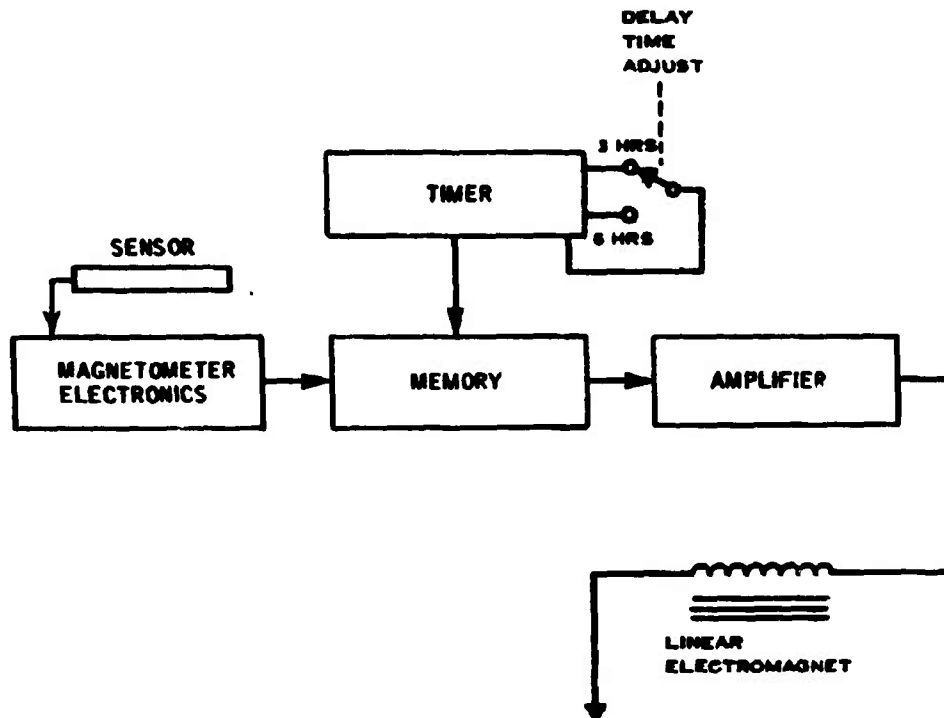 DELAY
TIME
ADJUST
3 HRS
TIMER
6 HRS
SENSOR
MAGNETOMETER
ELECTRONICS
MEMORY
AMPLIFIER
LINEAR
ELECTROMAGNET